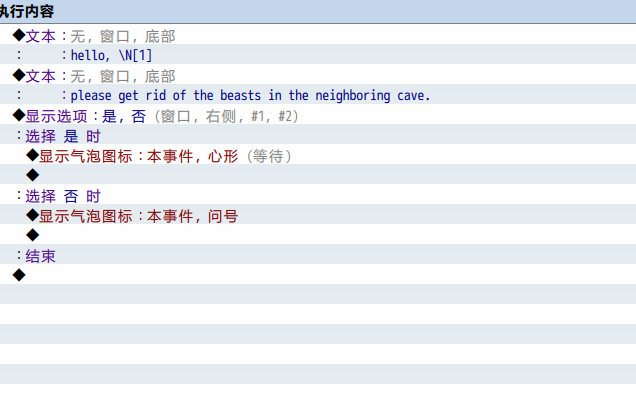 执行内容
◆文本：无, 窗口, 底部
：　　：hello, \N[1]
◆文本：无, 窗口, 底部
：　　：please get rid of the beasts in the neighboring cave.
◆显示选项：是, 否 (窗口, 右侧, #1, #2)
：选择 是 时
◆显示气泡图标：本事件, 心形 (等待)
◆
：选择 否 时
◆显示气泡图标：本事件, 问号
◆
：结束
◆